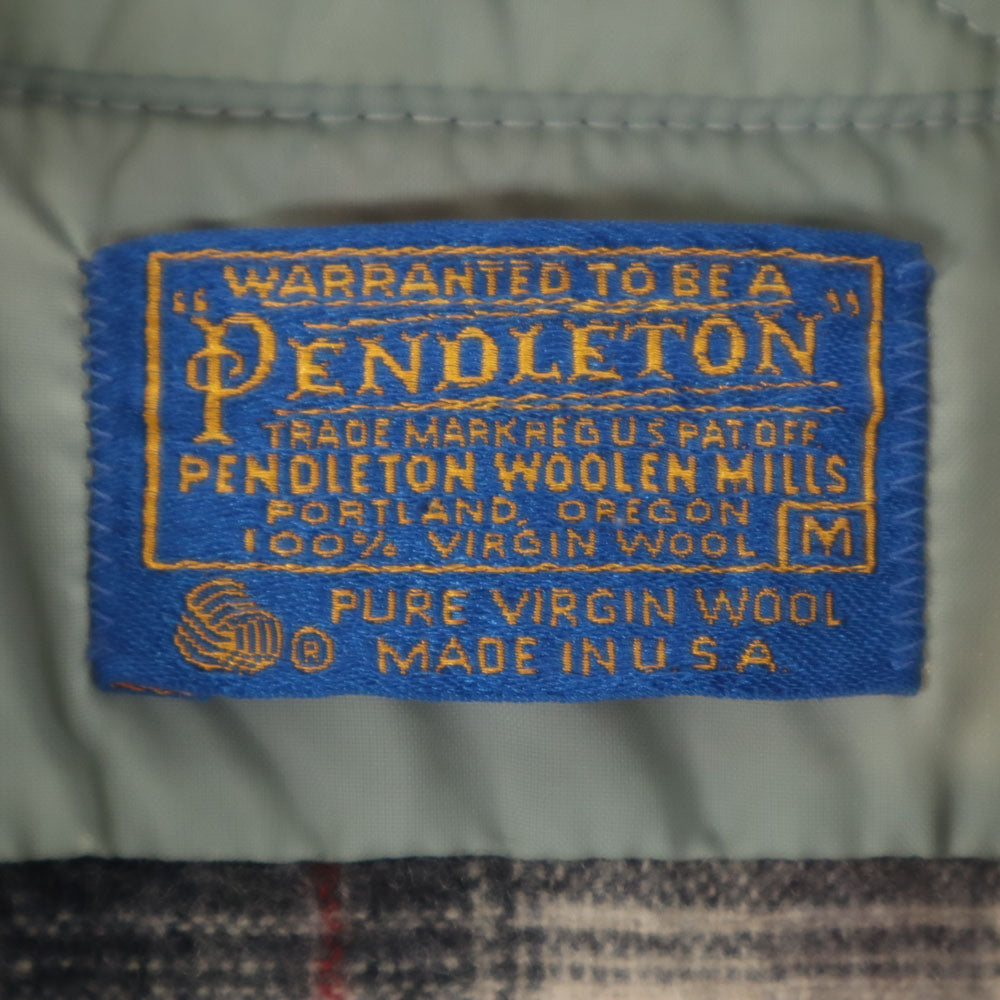 WARRANTED TO BE A
"PENDLETON"
TRADE MARK REG U S PAT. OFF.
PENDLETON WOOLEN MILLS
PORTLAND, OREGON
100% VIRGIN WOOL
M
PURE VIRGIN WOOL
® MADE IN U.S.A.